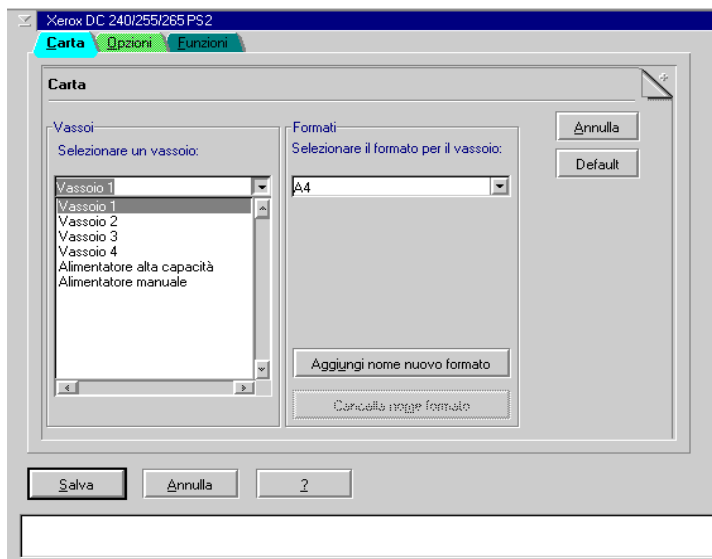 Xerox DC 240/255/265 PS2
Carta Opzioni Funzioni
Carta
Vassoi
Selezionare un vassoio:
Vassoio 1
Vassoio 1
Vassoio 2
Vassoio 3
Vassoio 4
Alimentatore alta capacità
Alimentatore manuale
Formati
Selezionare il formato per il vassoio:
A4
Aggiungi nome nuovo formato
Cancella nome formato
Annulla
Default
Salva Annulla ?